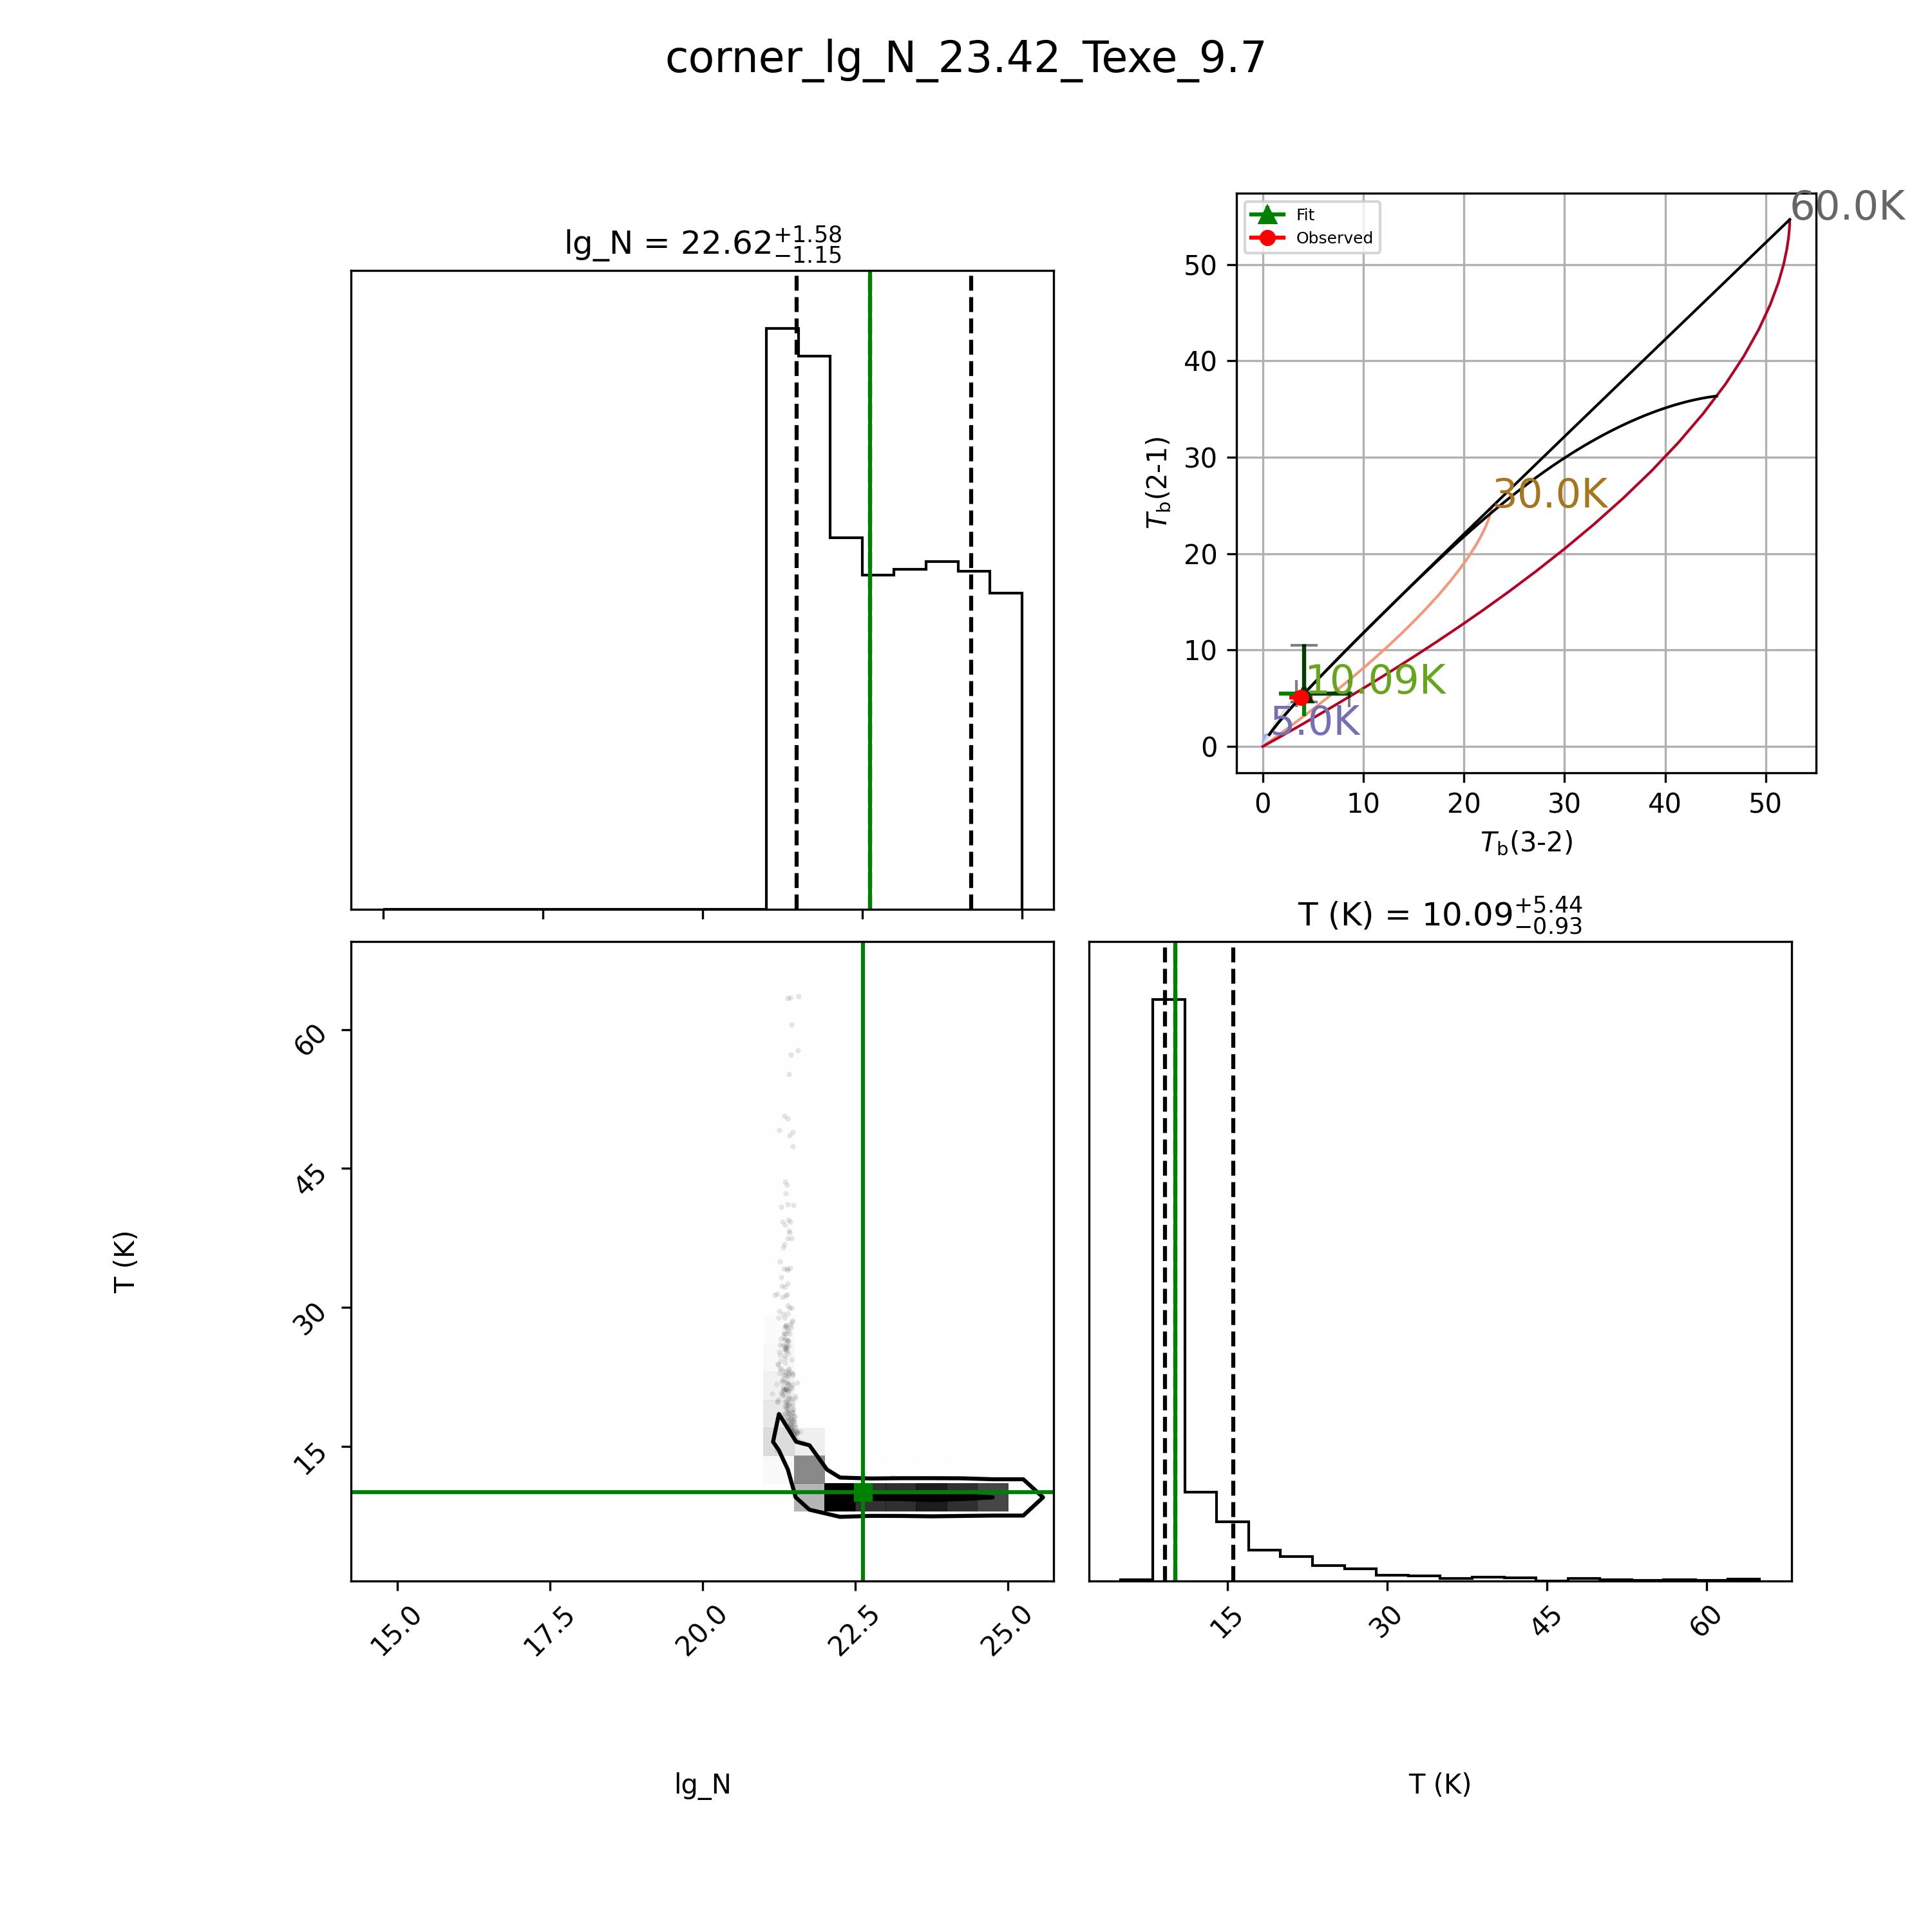 corner_lg_N_23.42_Texe_9.7
lg_N = 22.62+1.58−1.15
60.0K
Fit
Observed
50
40
30
20
10
0
30.0K
10.09K
5.0K
Tb(2-1)
0 10 20 30 40 50
Tb(3-2)
T (K) = 10.09+5.44−0.93
60
45
30
15
T (K)
15.0 17.5 20.0 22.5 25.0
lg_N
15 30 45 60
T (K)